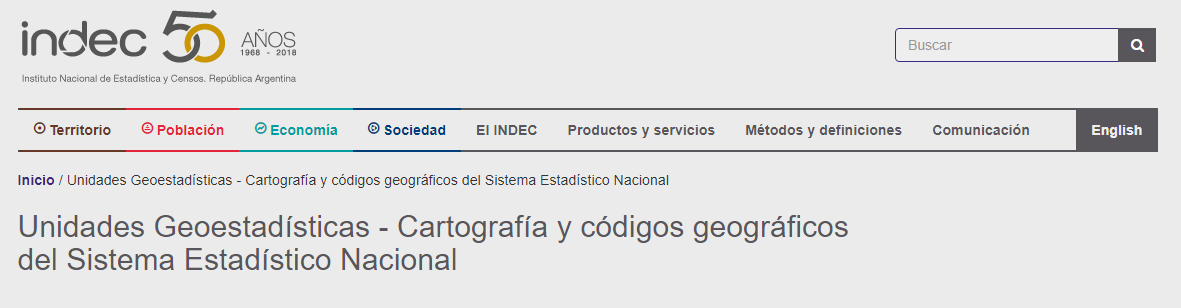 indec 50 AÑOS
1968 - 2018
Instituto Nacional de Estadística y Censos. República Argentina
Buscar
Territorio Población Economía Sociedad El INDEC Productos y servicios Métodos y definiciones Comunicación English
Inicio / Unidades Geoestadísticas - Cartografía y códigos geográficos del Sistema Estadístico Nacional
Unidades Geoestadísticas - Cartografía y códigos geográficos
del Sistema Estadístico Nacional